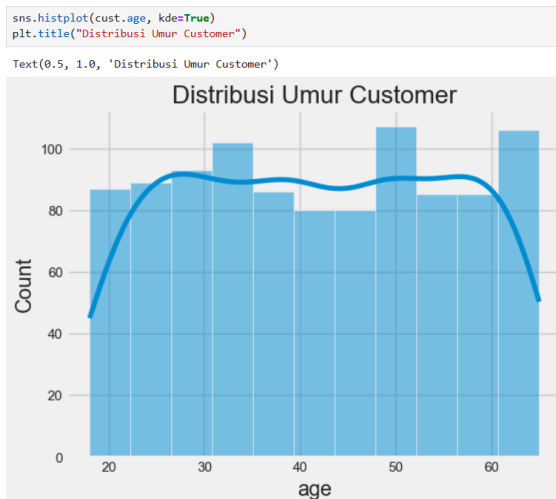 sns.histplot(cust.age, kde=True)
plt.title("Distribusi Umur Customer")
Text(0.5, 1.0, 'Distribusi Umur Customer')
Distribusi Umur Customer
100
80
60
40
20
0
Count
20 30 40 50 60
age